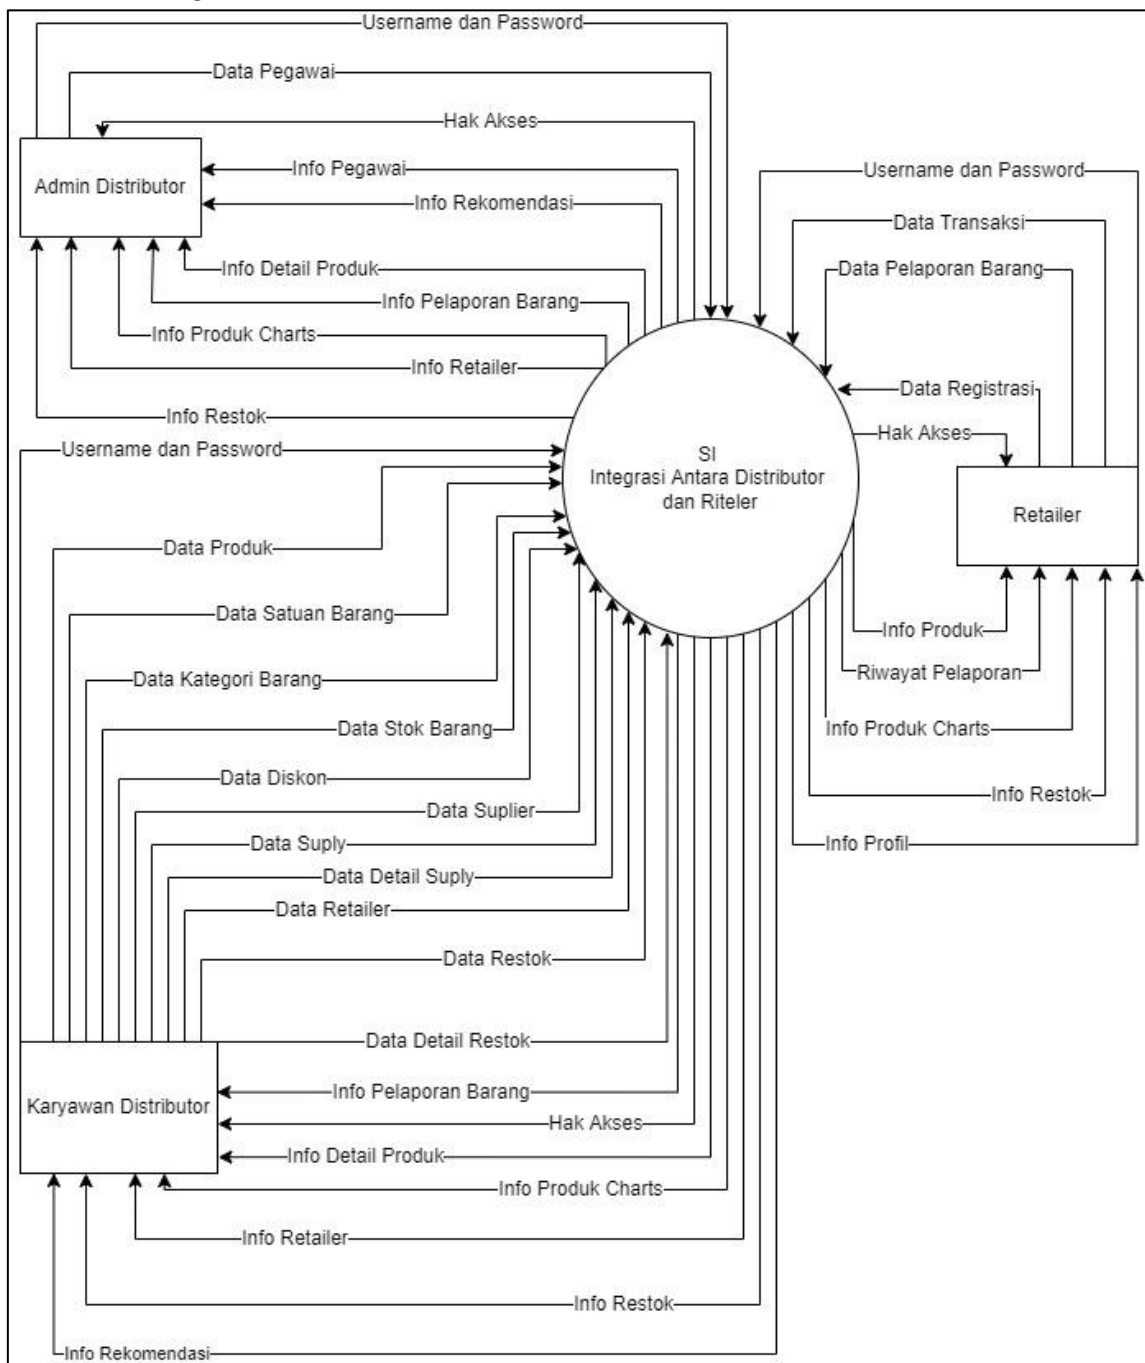 Username dan Password
Data Pegawai
Hak Akses
Info Pegawai
Admin Distributor
Info Rekomendasi
Info Detail Produk
Info Pelaporan Barang
Info Produk Charts
Info Retailer
Info Restok
Username dan Password
Data Transaksi
Data Pelaporan Barang
Data Registrasi
Hak Akses
SI
Integrasi Antara Distributor
dan Riteler
Retailer
Info Produk
Riwayat Pelaporan
Info Produk Charts
Info Restok
Info Profil
Username dan Password
Data Produk
Data Satuan Barang
Data Kategori Barang
Data Stok Barang
Data Diskon
Data Suplier
Data Suply
Data Detail Suply
Data Retailer
Data Restok
Data Detail Restok
Info Pelaporan Barang
Karyawan Distributor
Hak Akses
Info Detail Produk
Info Produk Charts
Info Retailer
Info Restok
Info Rekomendasi